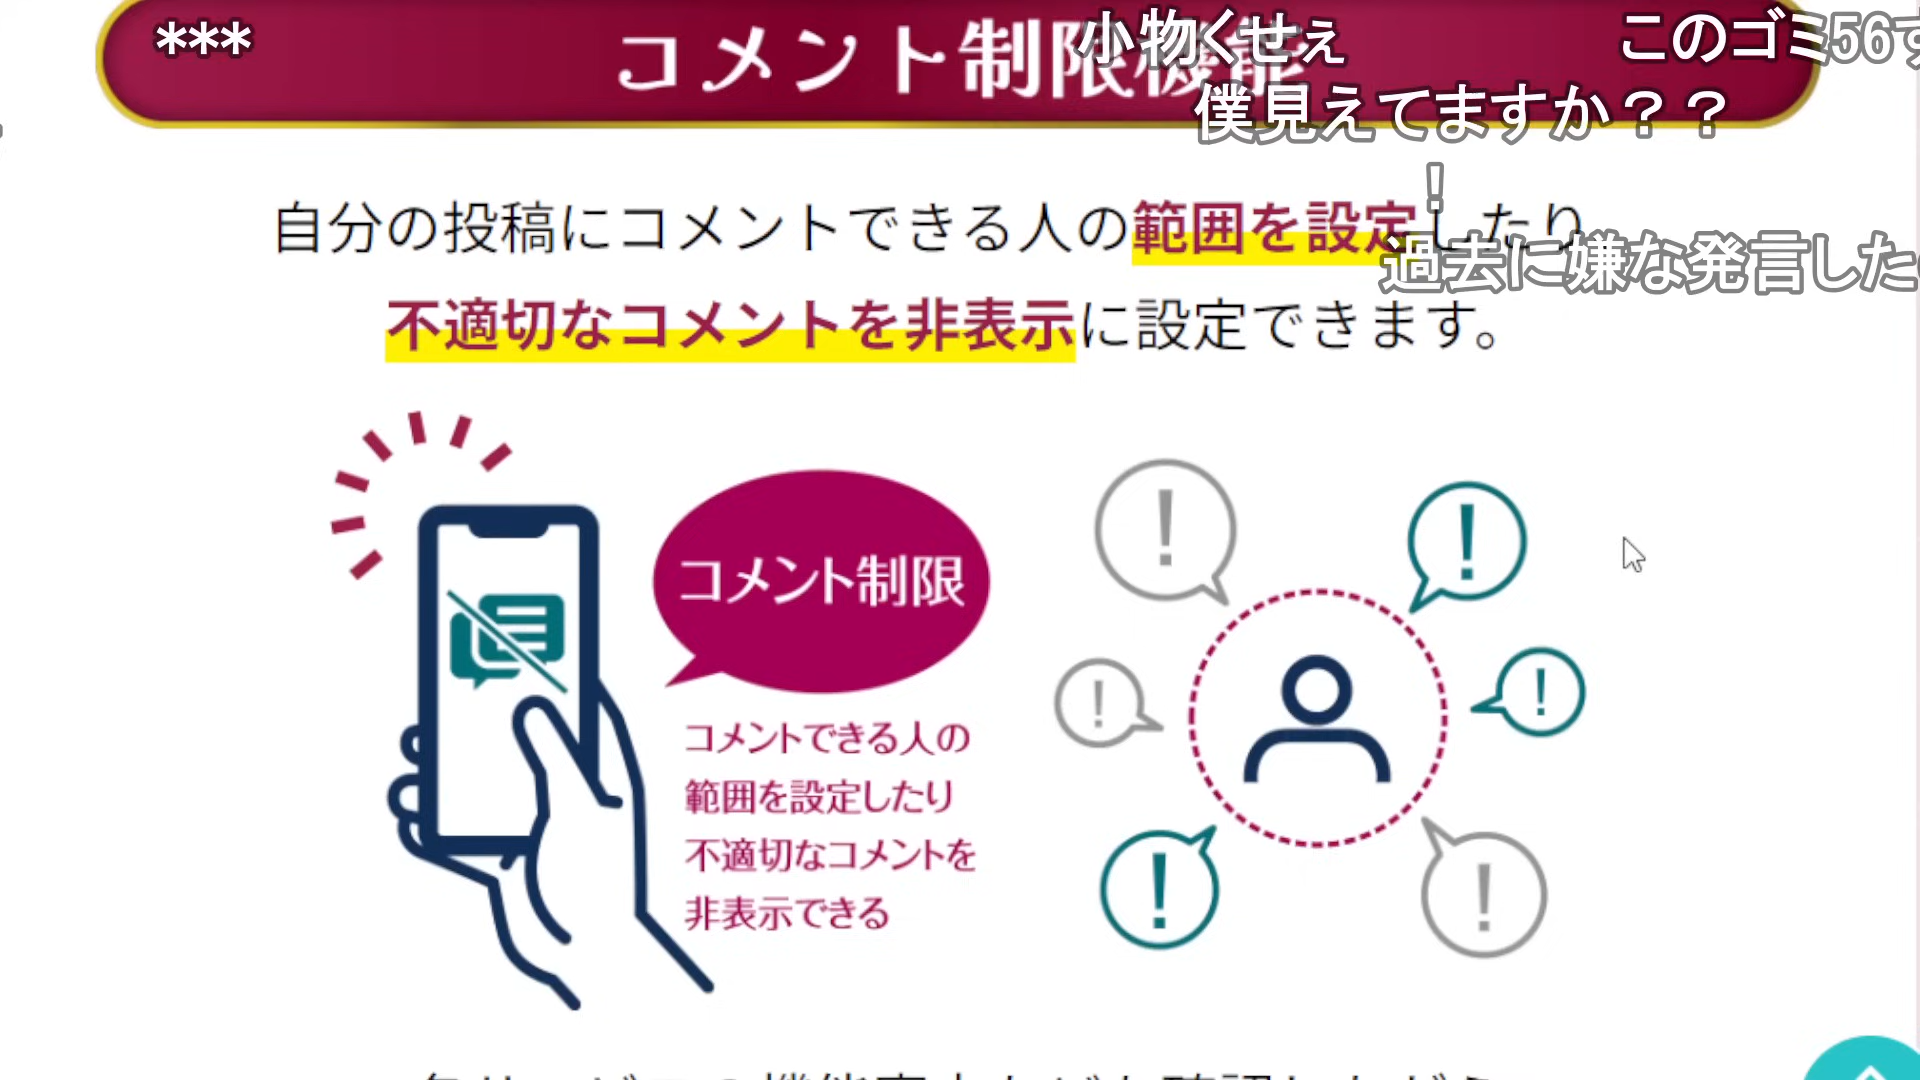 ***
コメント制限機能
小物くせぇ
このゴミ56す
僕見えてますか？？
！
自分の投稿にコメントできる人の範囲を設定したり
過去に嫌な発言した
不適切なコメントを非表示に設定できます。
コメント制限
コメントできる人の
範囲を設定したり
不適切なコメントを
非表示できる